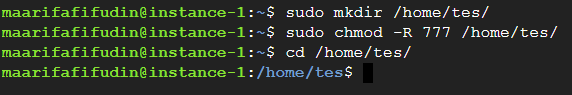 maarifafifudin@instance-1:~$ sudo mkdir /home/tes/
maarifafifudin@instance-1:~$ sudo chmod -R 777 /home/tes/
maarifafifudin@instance-1:~$ cd /home/tes/
maarifafifudin@instance-1:/home/tes$